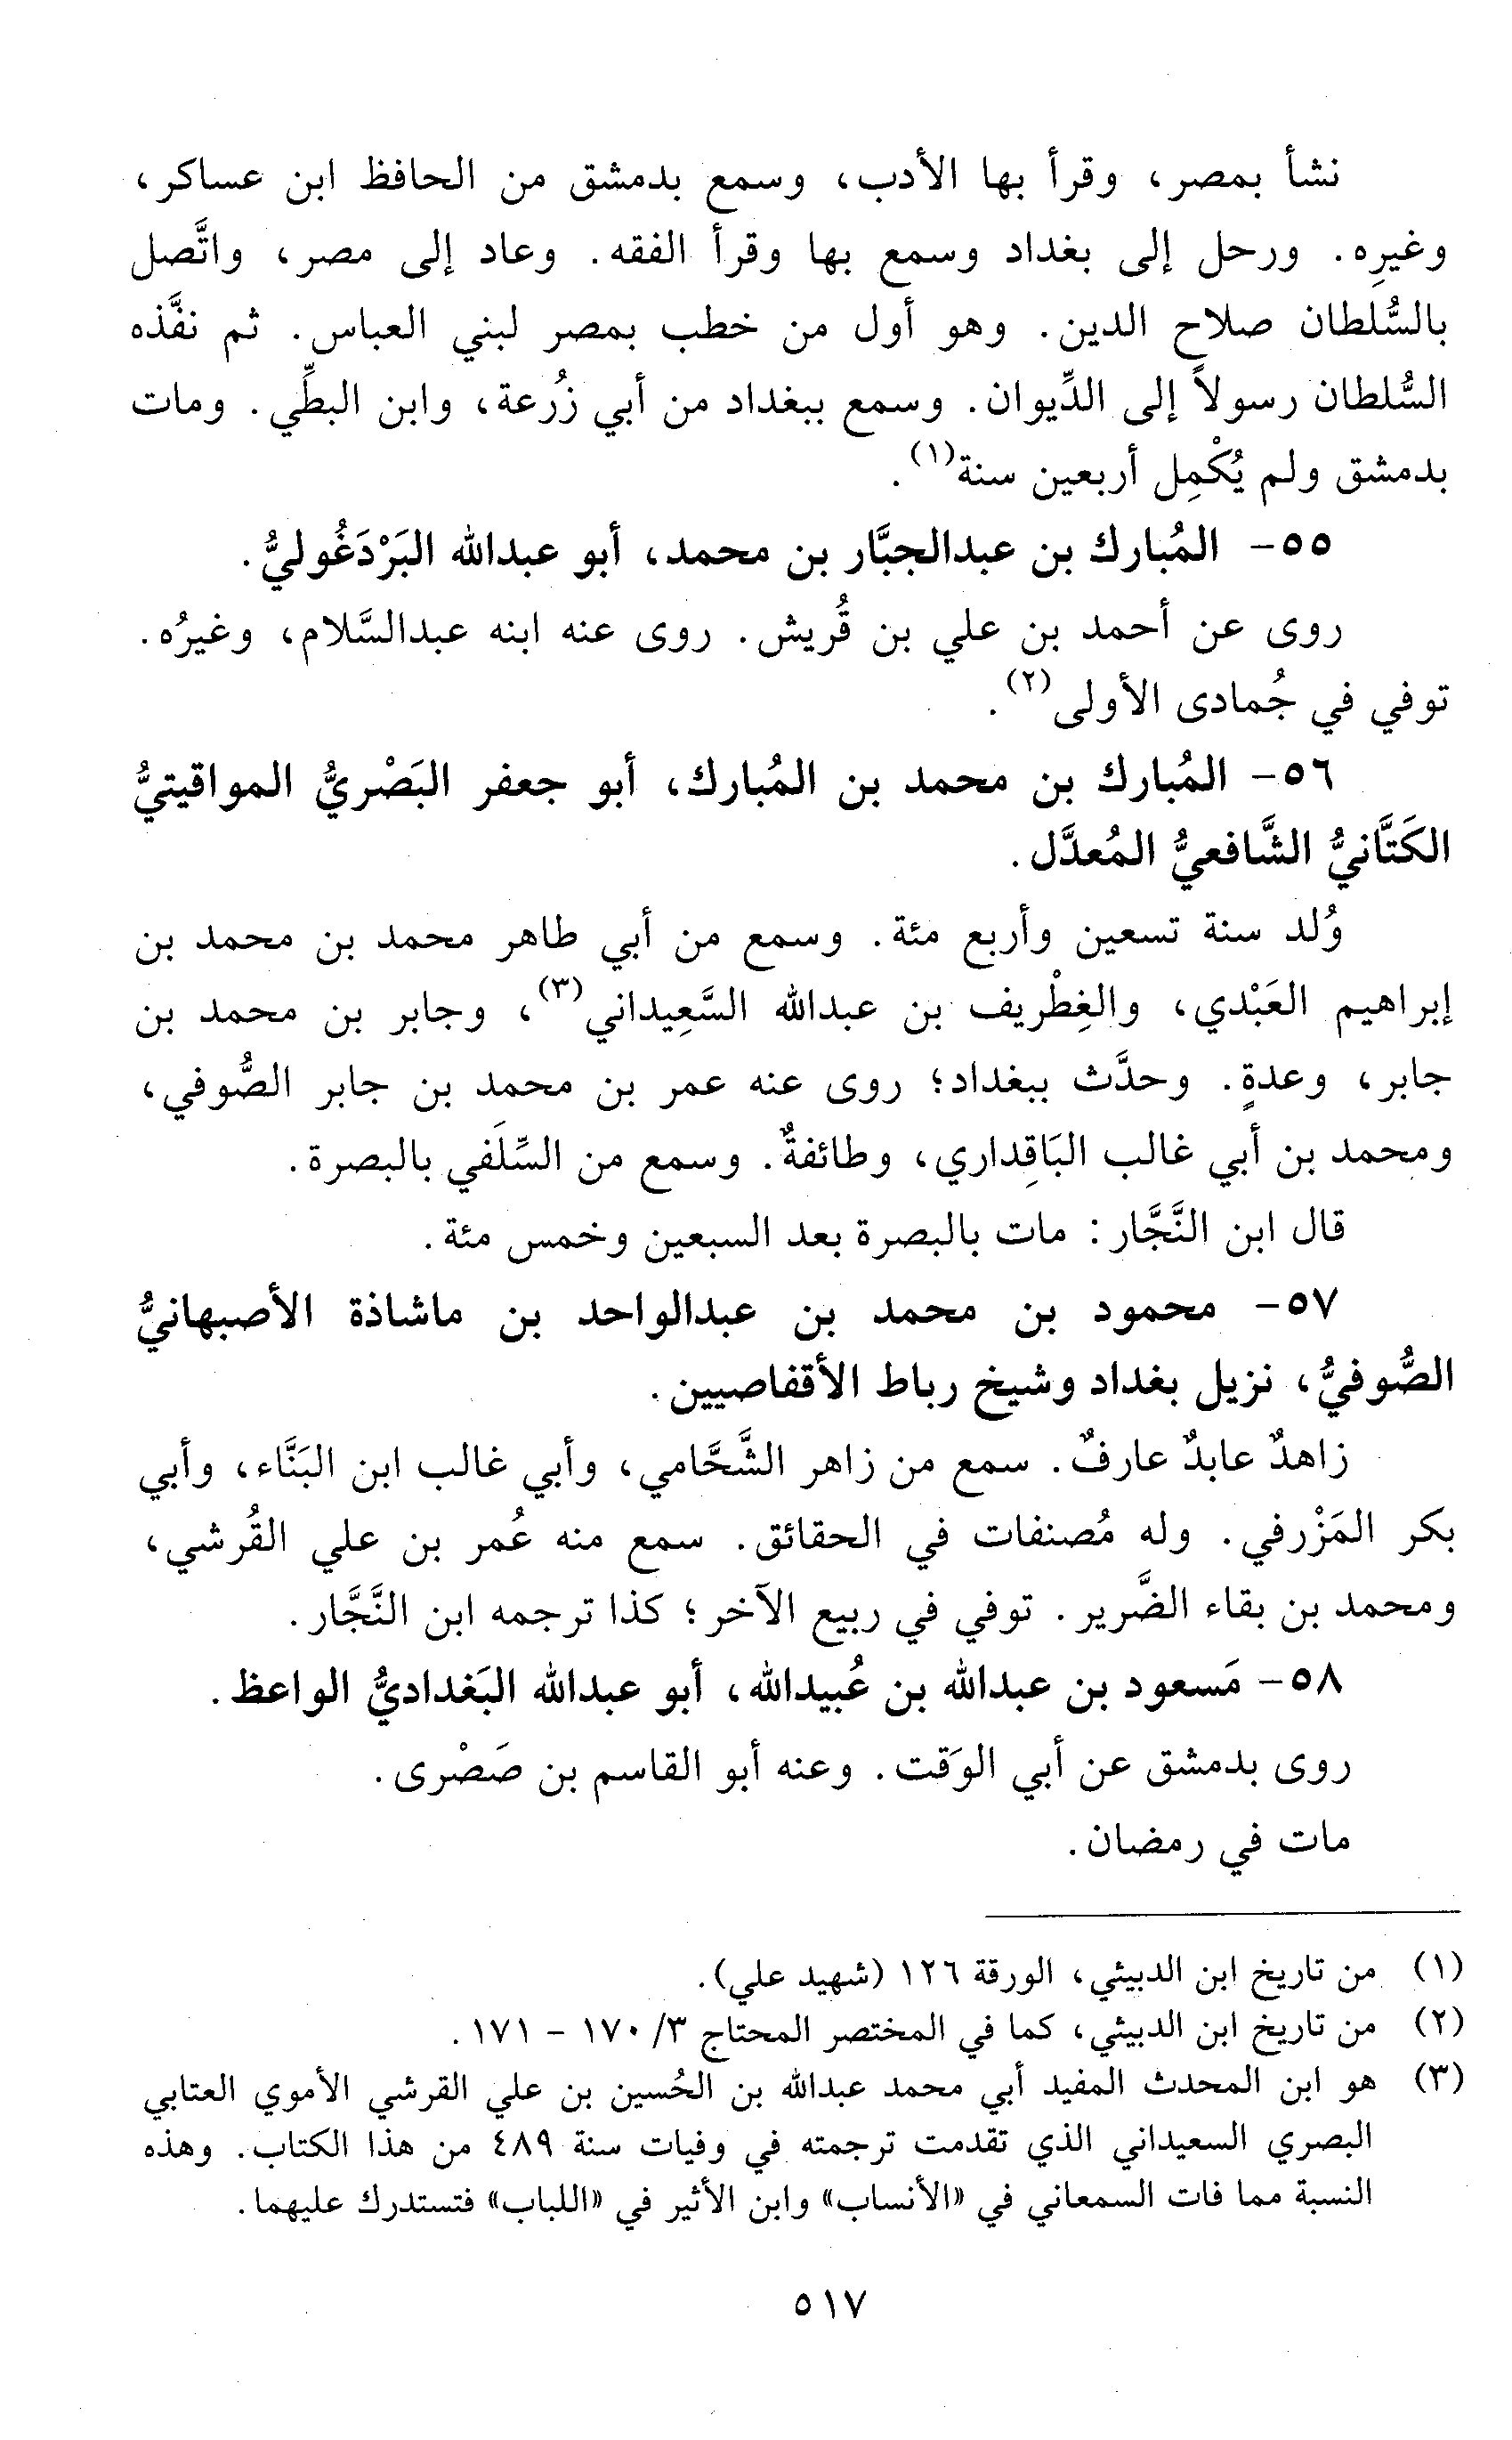 نشأ بمصر، وقرأ بها الأدب، وسمع بدمشق من الحافظ ابن عساكر،
وغيرِه. ورحل إلى بغداد وسمع بها وقرأ الفقه. وعاد إلى مصر، واتَّصل
بالسُّلطان صلاح الدين. وهو أول من خطب بمصر لبني العباس. ثم نفَّذه
السُّلطان رسولاً إلى الدِّيوان. وسمع ببغداد من أبي زُرعة، وابن البطِّي. ومات
بدمشق ولم يُكْمِل أربعين سنة(١).
٥٥- المُبارك بن عبدالجبَّار بن محمد، أبو عبدالله البَرْدَغُوليُّ.
روى عن أحمد بن علي بن قُريش. روى عنه ابنه عبدالسَّلام، وغيرُه.
توفي في جُمادى الأولى(٢).
٥٦- المُبارك بن محمد بن المُبارك، أبو جعفر البَصْريُّ المواقيتيُّ
الكَتَّانيُّ الشَّافعيُّ المُعدَّل.
وُلد سنة تسعين وأربع مئة. وسمع من أبي طاهر محمد بن محمد بن
إبراهيم العَبْدي، والغِطْريف بن عبدالله السَّعِيداني(٣)، وجابر بن محمد بن
جابر، وعدةٍ. وحدَّث ببغداد؛ روى عنه عمر بن محمد بن جابر الصُّوفي،
ومحمد بن أبي غالب البَاقِداري، وطائفةٌ. وسمع من السِّلَفي بالبصرة.
قال ابن النَّجَّار: مات بالبصرة بعد السبعين وخمس مئة.
٥٧- محمود بن محمد بن عبدالواحد بن ماشاذة الأصبهانيُّ
الصُّوفيُّ، نزيل بغداد وشيخ رباط الأقفاصيين.
زاهدٌ عابدٌ عارفٌ. سمع من زاهر الشَّحَّامي، وأبي غالب ابن البَنَّاء، وأبي
بكر المَزْرفي. وله مُصنفات في الحقائق. سمع منه عُمر بن علي القُرشي،
ومحمد بن بقاء الضَّرير. توفي في ربيع الآخر؛ كذا ترجمه ابن النَّجَّار.
٥٨- مَسعود بن عبدالله بن عُبيدالله، أبو عبدالله البَغداديُّ الواعظ.
روى بدمشق عن أبي الوَقت. وعنه أبو القاسم بن صَصْرى.
مات في رمضان.
(١) من تاريخ ابن الدبيثي، الورقة ١٢٦ (شهيد علي).
(٢) من تاريخ ابن الدبيثي، كما في المختصر المحتاج ٣/ ١٧٠ - ١٧١.
(٣) هو ابن المحدث المفيد أبي محمد عبدالله بن الحُسين بن علي القرشي الأموي العتابي
البصري السعيداني الذي تقدمت ترجمته في وفيات سنة ٤٨٩ من هذا الكتاب. وهذه
النسبة مما فات السمعاني في «الأنساب» وابن الأثير في «اللباب» فتستدرك عليهما.
٥١٧